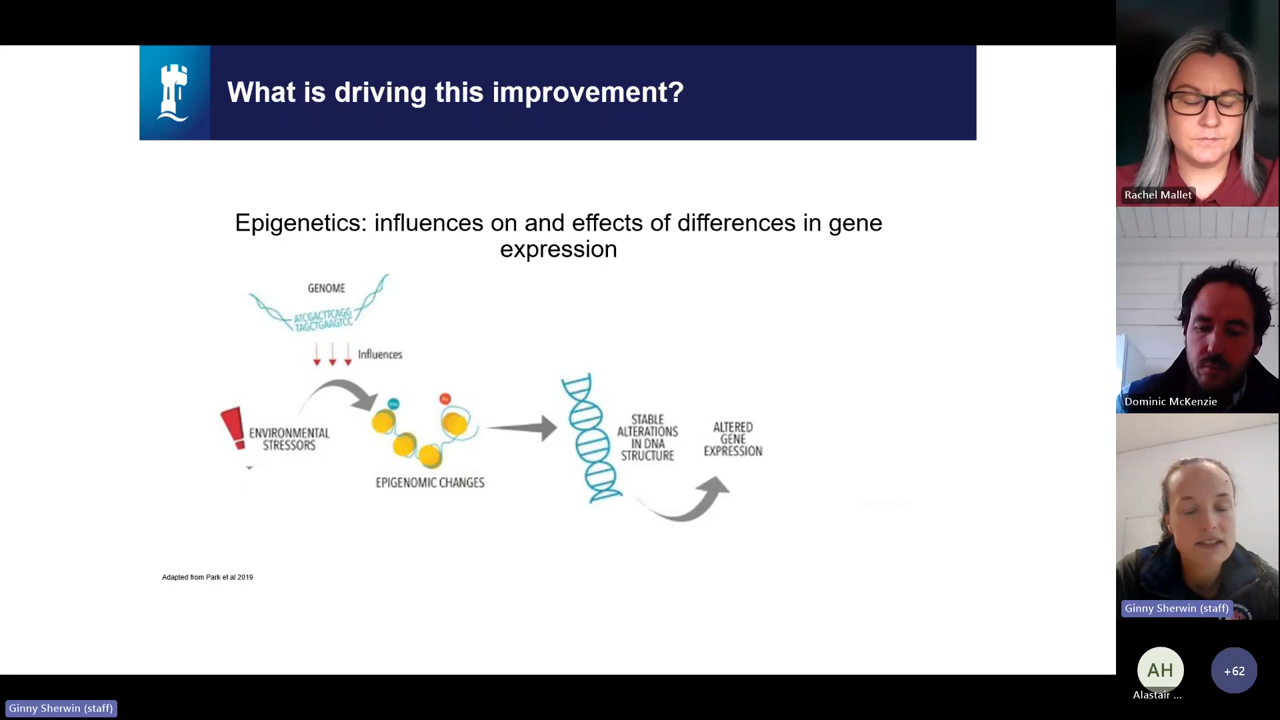 What is driving this improvement?
Epigenetics: influences on and effects of differences in gene
expression
GENOME
ATCGACTTCAGG
TAGCTGAAGTCC
Influences
ENVIRONMENTAL
STRESSORS
EPIGENOMIC CHANGES
STABLE
ALTERATIONS
IN DNA
STRUCTURE
ALTERED
GENE
EXPRESSION
Adapted from Park et al 2019
Rachel Mallet
Dominic McKenzie
Ginny Sherwin (staff)
AH
+62
Alastair ...
Ginny Sherwin (staff)